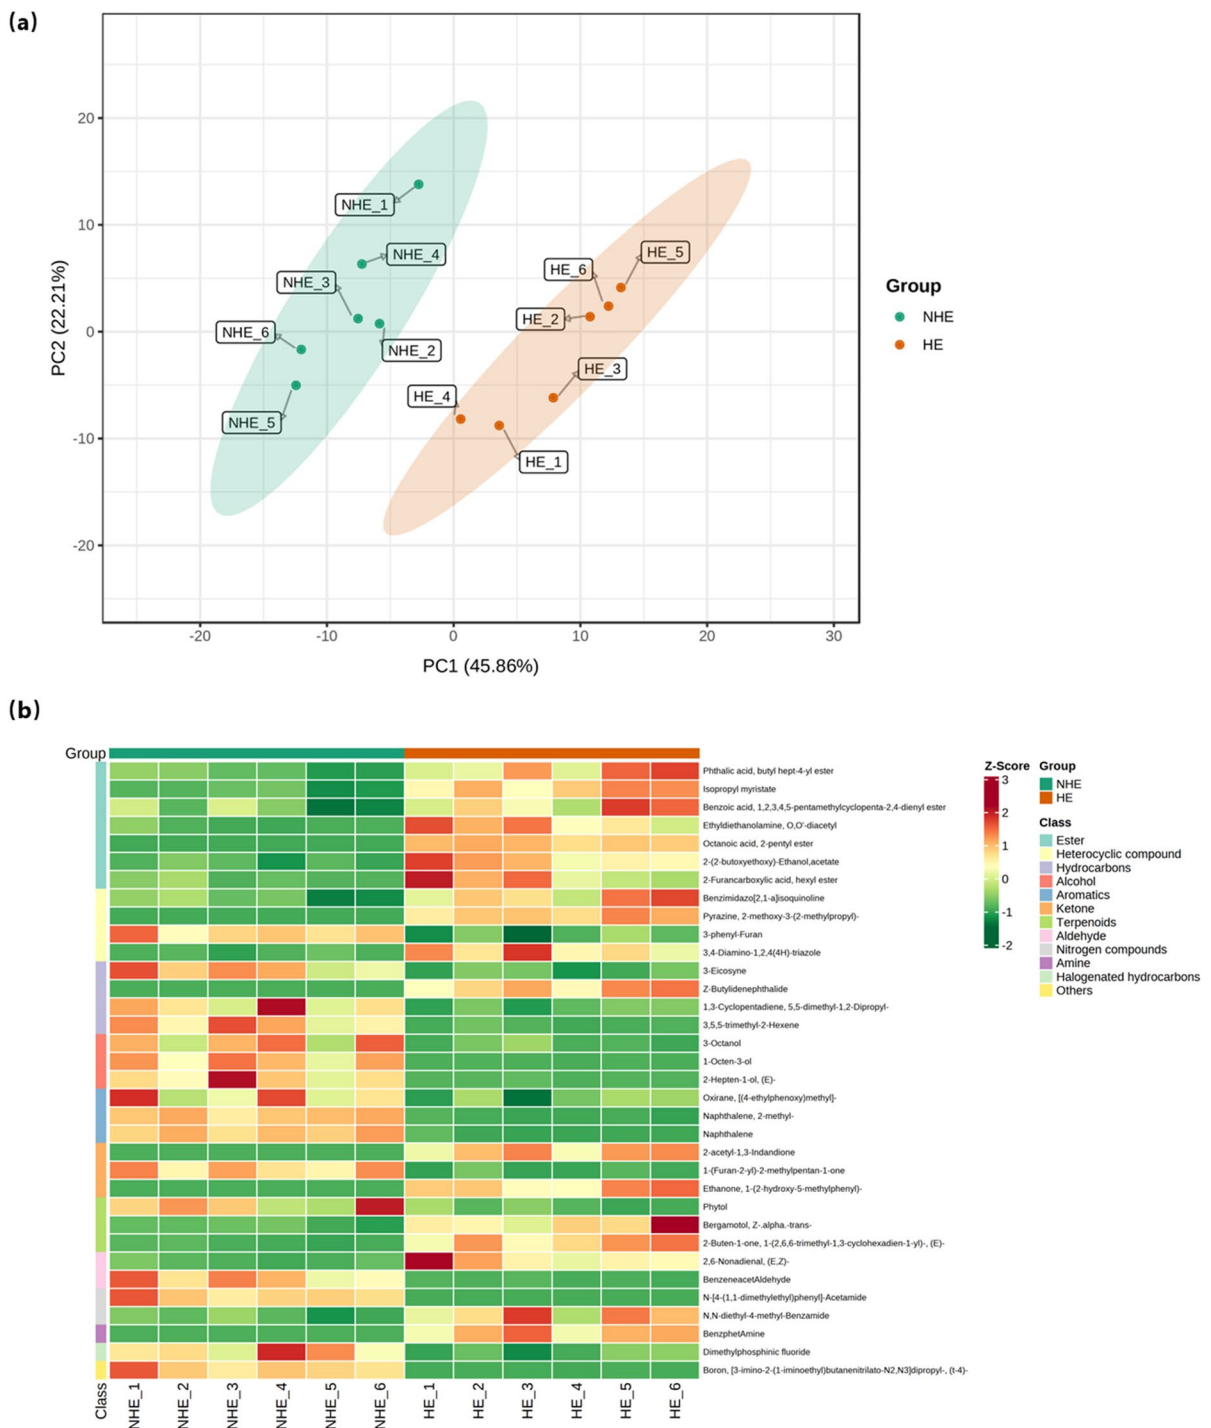 (a)
20
10
0
-10
-20
PC2 (22.21%)
NHE_1
NHE_4
NHE_3
NHE_6
NHE_2
NHE_5
HE_5
HE_6
HE_2
HE_3
HE_4
HE_1
-20 -10 0 10 20 30
PC1 (45.86%)
Group
NHE
HE
(b)
Group
Phthalic acid, butyl hept-4-yl ester
Isopropyl myristate
Benzoic acid, 1,2,3,4,5-pentamethylcyclopenta-2,4-dienyl ester
Ethyldiethanolamine, O,O'-diacetyl
Octanoic acid, 2-pentyl ester
2-(2-butoxyethoxy)-Ethanol,acetate
2-Furancarboxylic acid, hexyl ester
Benzimidazo[2,1-a]isoquinoline
Pyrazine, 2-methoxy-3-(2-methylpropyl)-
3-phenyl-Furan
3,4-Diamino-1,2,4(4H)-triazole
3-Eicosyne
Z-Butylidenephthalide
1,3-Cyclopentadiene, 5,5-dimethyl-1,2-Dipropyl-
3,5,5-trimethyl-2-Hexene
3-Octanol
1-Octen-3-ol
2-Hepten-1-ol, (E)-
Oxirane, [(4-ethylphenoxy)methyl]-
Naphthalene, 2-methyl-
Naphthalene
2-acetyl-1,3-Indandione
1-(Furan-2-yl)-2-methylpentan-1-one
Ethanone, 1-(2-hydroxy-5-methylphenyl)-
Phytol
Bergamotol, Z-.alpha.-trans-
2-Buten-1-one, 1-(2,6,6-trimethyl-1,3-cyclohexadien-1-yl)-, (E)-
2,6-Nonadienal, (E,Z)-
BenzeneacetAldehyde
N-[4-(1,1-dimethylethyl)phenyl]-Acetamide
N,N-diethyl-4-methyl-Benzamide
BenzphetAmine
Dimethylphosphinic fluoride
Boron, [3-imino-2-(1-iminoethyl)butanenitrilato-N2,N3]dipropyl-, (t-4)-
Class NHE_1 NHE_2 NHE_3 NHE_4 NHE_5 NHE_6 HE_1 HE_2 HE_3 HE_4 HE_5 HE_6
Z-Score
3
2
1
0
-1
-2
Group
NHE
HE
Class
Ester
Heterocyclic compound
Hydrocarbons
Alcohol
Aromatics
Ketone
Terpenoids
Aldehyde
Nitrogen compounds
Amine
Halogenated hydrocarbons
Others